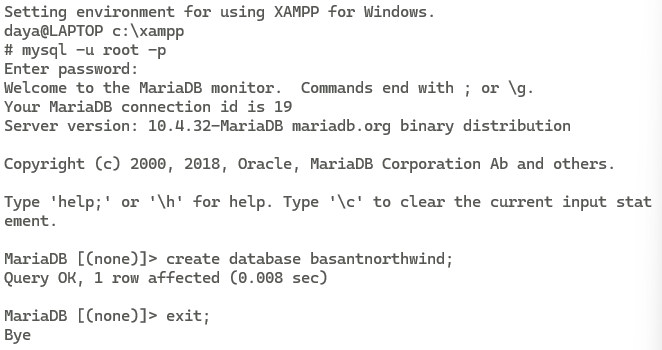 Setting environment for using XAMPP for Windows.
daya@LAPTOP c:\xampp
# mysql -u root -p
Enter password:
Welcome to the MariaDB monitor.  Commands end with ; or \g.
Your MariaDB connection id is 19
Server version: 10.4.32-MariaDB mariadb.org binary distribution
Copyright (c) 2000, 2018, Oracle, MariaDB Corporation Ab and others.
Type 'help;' or '\h' for help. Type '\c' to clear the current input stat
ement.
MariaDB [(none)]> create database basantnorthwind;
Query OK, 1 row affected (0.008 sec)
MariaDB [(none)]> exit;
Bye